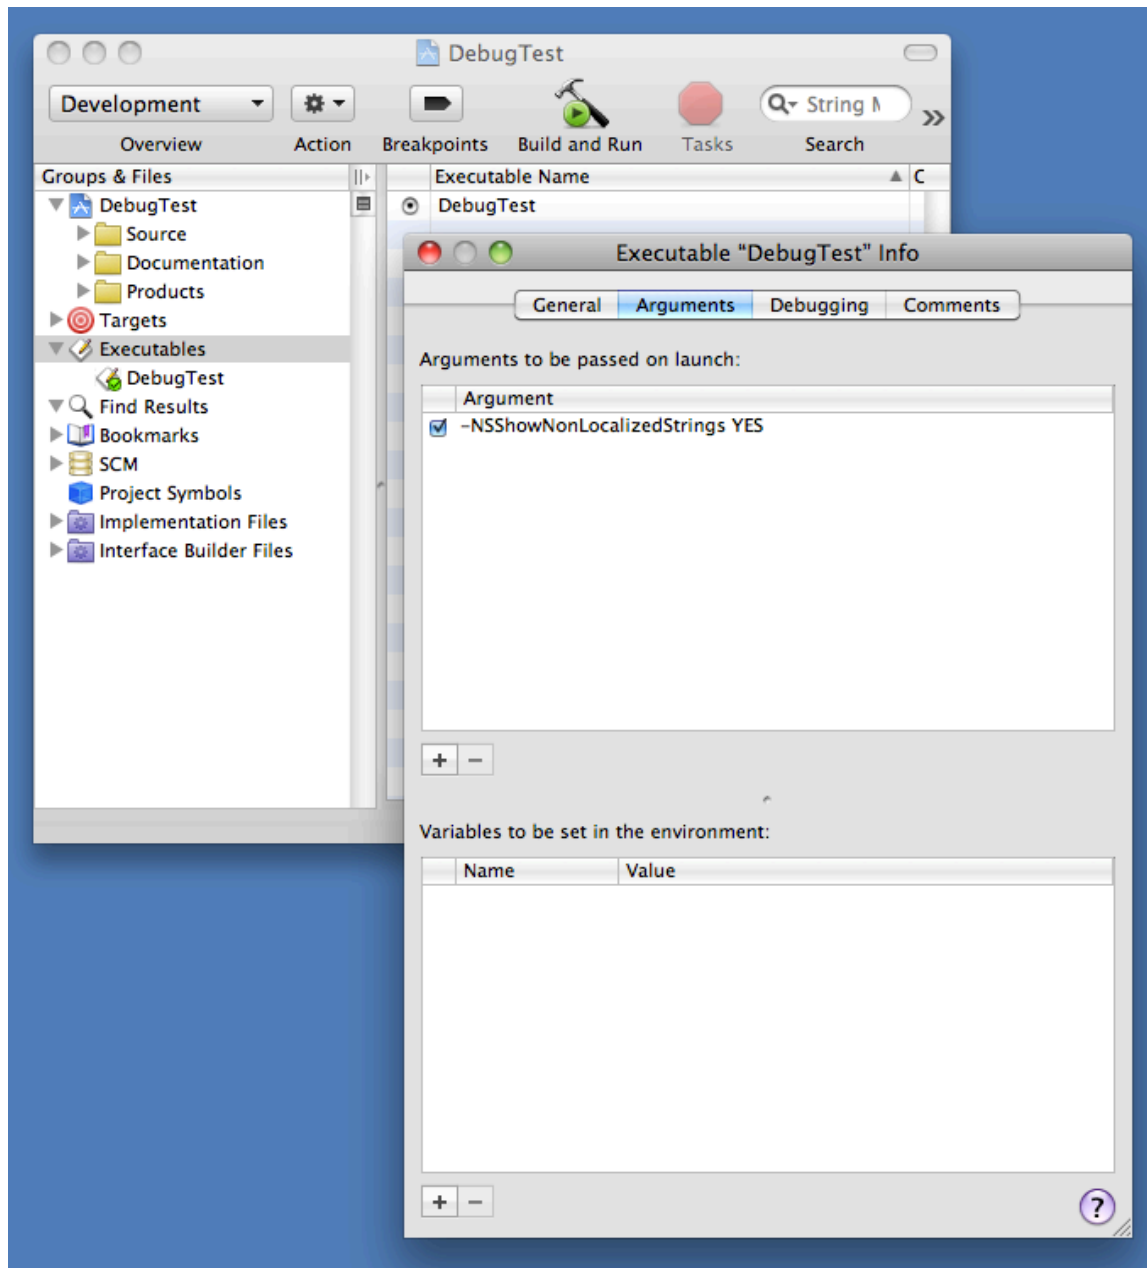 DebugTest
Development
String M
Overview
Action
Breakpoints
Build and Run
Tasks
Search
Groups & Files
Executable Name
C
DebugTest
DebugTest
Source
Documentation
Products
Targets
Executables
DebugTest
Find Results
Bookmarks
SCM
Project Symbols
Implementation Files
Interface Builder Files
Executable "DebugTest" Info
General
Arguments
Debugging
Comments
Arguments to be passed on launch:
Argument
-NSShowNonLocalizedStrings YES
Variables to be set in the environment:
Name
Value